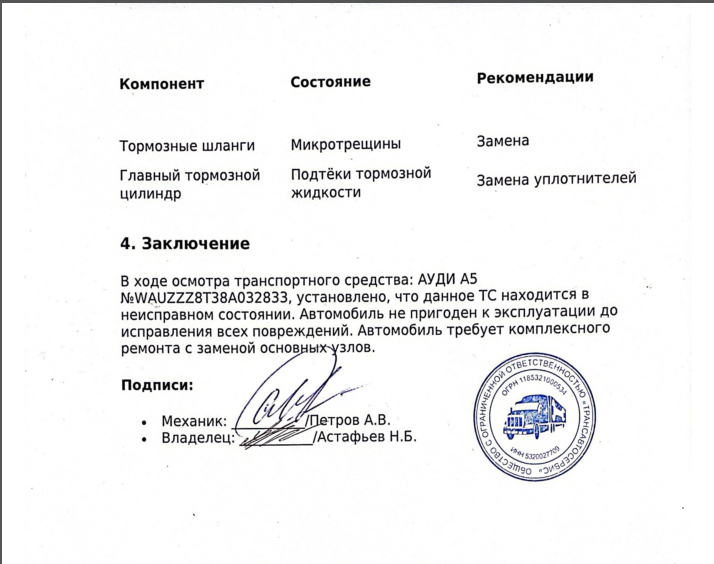 Компонент Состояние Рекомендации
Тормозные шланги Микротрещины Замена
Главный тормозной Подтёки тормозной Замена уплотнителей
цилиндр жидкости
4. Заключение
В ходе осмотра транспортного средства: АУДИ А5
№WAUZZZ8T38A032833, установлено, что данное ТС находится в
неисправном состоянии. Автомобиль не пригоден к эксплуатации до
исправления всех повреждений. Автомобиль требует комплексного
ремонта с заменой основных узлов.
Подписи:
• Механик: /Петров А.В.
• Владелец: /Астафьев Н.Б.
ОБЩЕСТВО С ОГРАНИЧЕННОЙ ОТВЕТСТВЕННОСТЬЮ «ТРАНСАВТОСЕРВИС»
ОГРН 1185321000534
ИНН 5320027709